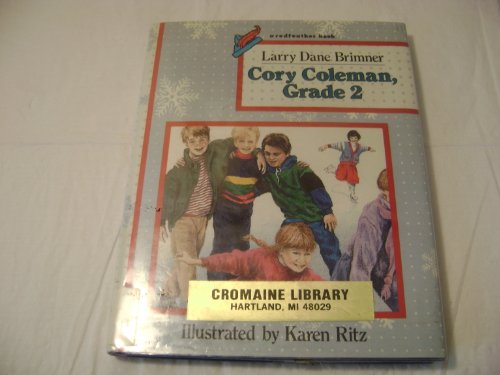 a redfeather book
Larry Dane Brimner
Cory Coleman,
Grade 2
CROMAINE LIBRARY
HARTLAND, MI 48029
Illustrated by Karen Ritz